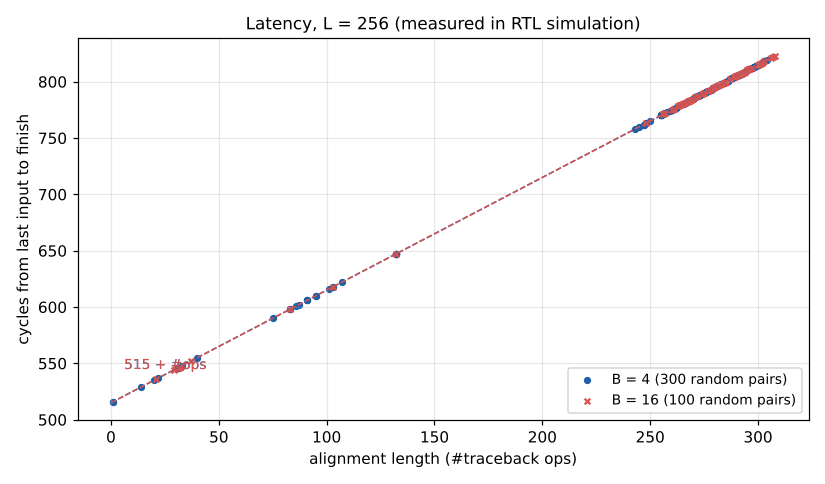 Latency, L = 256 (measured in RTL simulation)
cycles from last input to finish
800
750
700
650
600
550
500
515 + #ops
B = 4 (300 random pairs)
B = 16 (100 random pairs)
0 50 100 150 200 250 300
alignment length (#traceback ops)